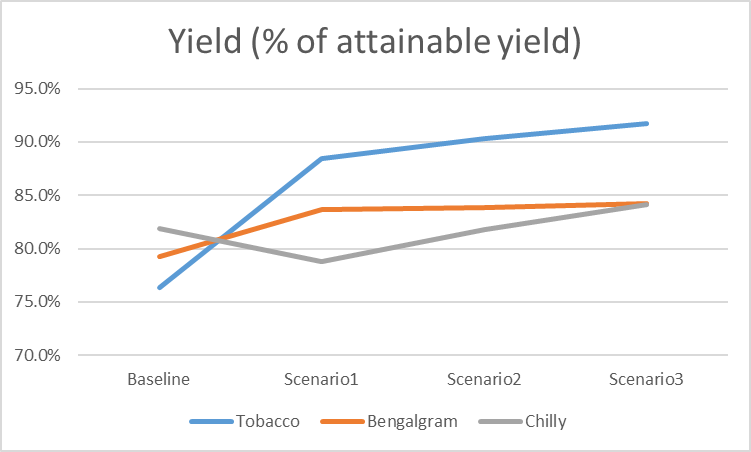 Yield (% of attainable yield)
95.0%
90.0%
85.0%
80.0%
75.0%
70.0%
Baseline Scenario1 Scenario2 Scenario3
Tobacco Bengalgram Chilly